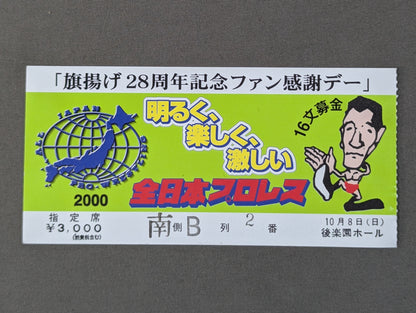 「旗揚げ28周年記念ファン感謝デー」
明るく、
楽しく、
激しい
全日本プロレス
16文募金
ALL JAPAN PRO-WRESTLING
2000
指定席
¥3,000
(消費税含む)
南側B列2番
10月8日(日)
後楽園ホール